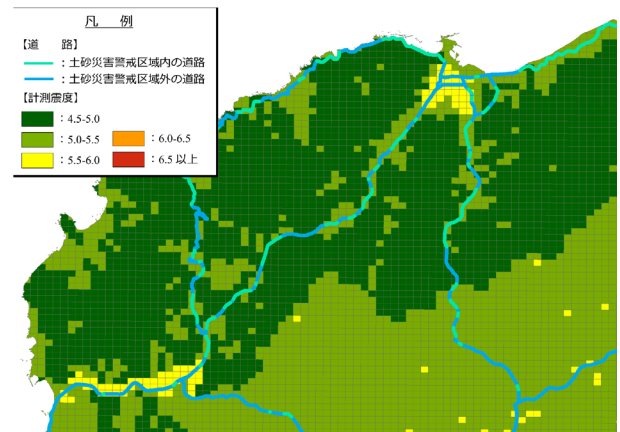 凡 例
【道 路】
：土砂災害警戒区域内の道路
：土砂災害警戒区域外の道路
【計測震度】
：4.5-5.0
：5.0-5.5 ：6.0-6.5
：5.5-6.0 ：6.5 以上